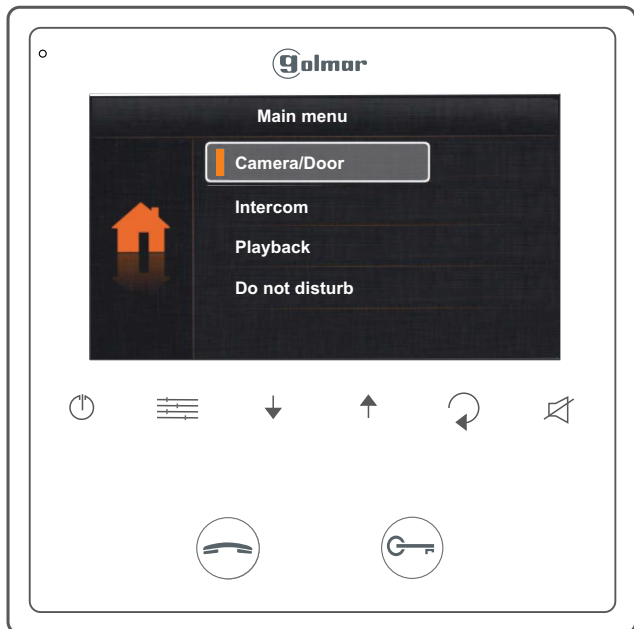 golmar
Main menu
Camera/Door
Intercom
Playback
Do not disturb